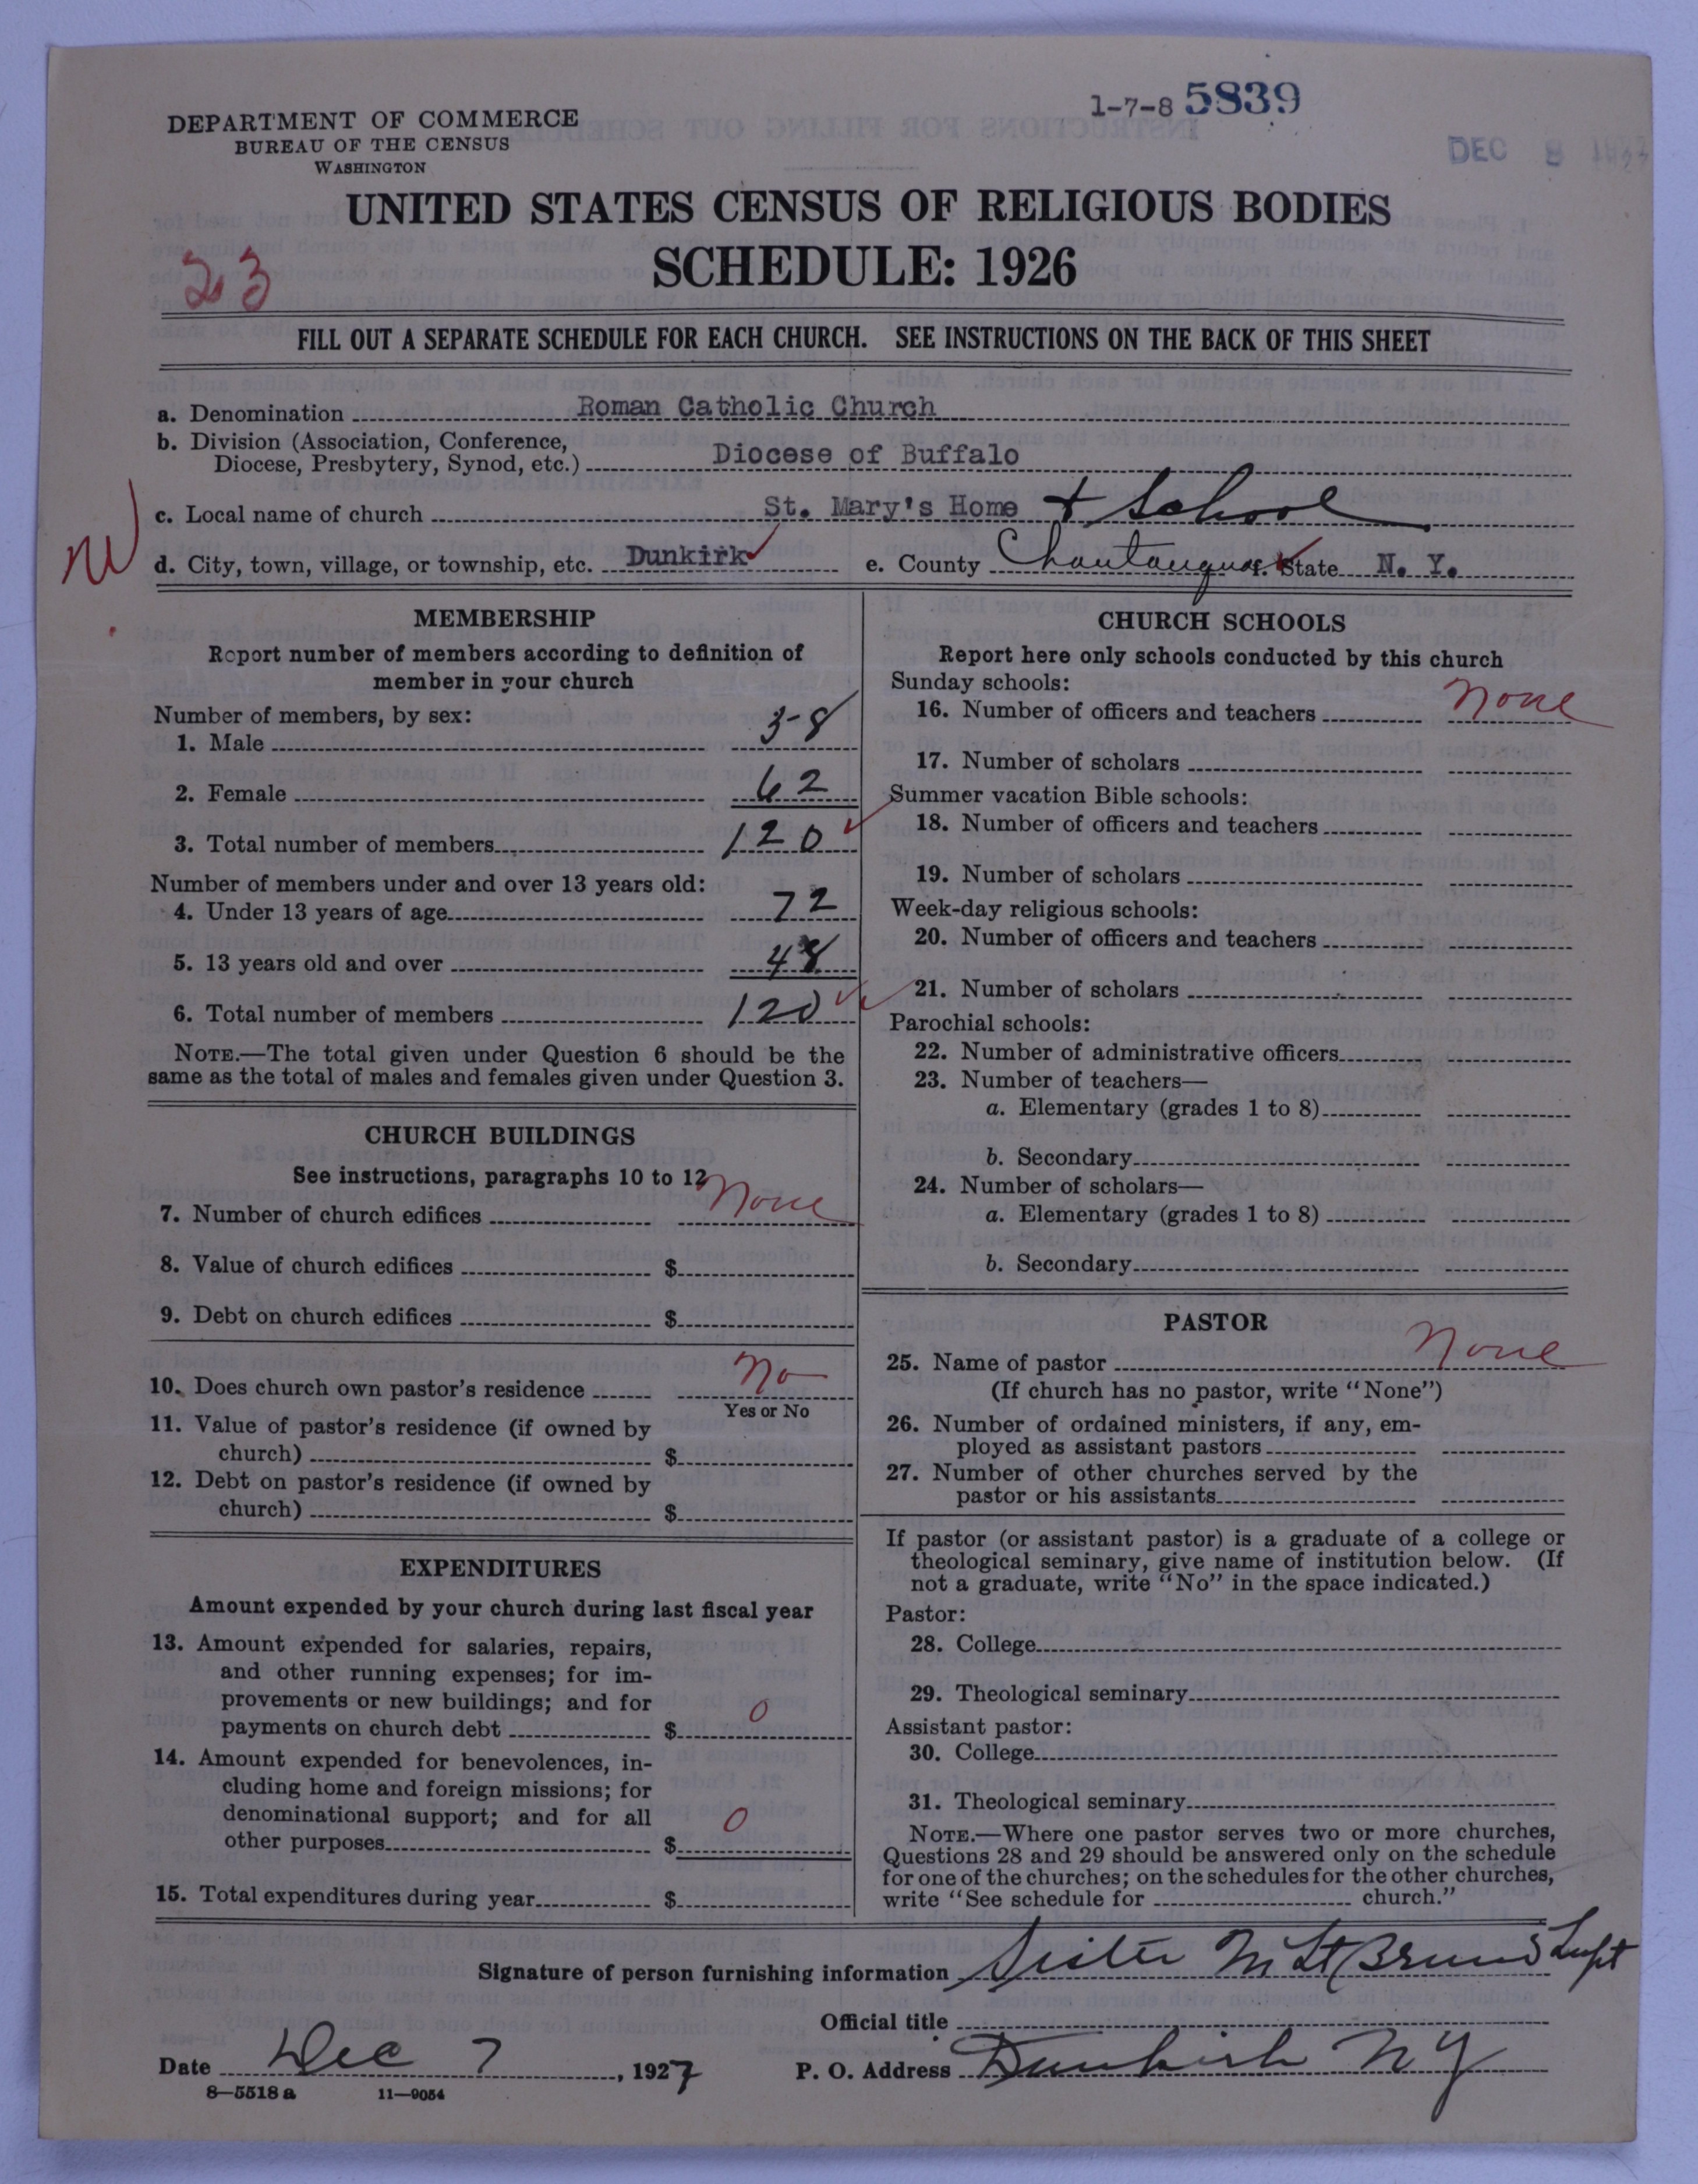 1-7-8 5839
DEC 8
DEPARTMENT OF COMMERCE
BUREAU OF THE CENSUS
WASHINGTON
UNITED STATES CENSUS OF RELIGIOUS BODIES
SCHEDULE: 1926
23
FILL OUT A SEPARATE SCHEDULE FOR EACH CHURCH. SEE INSTRUCTIONS ON THE BACK OF THIS SHEET
a. Denomination Roman Catholic Church
b. Division (Association, Conference,
Diocese, Presbytery, Synod, etc.) Diocese of Buffalo
c. Local name of church St. Mary's Home + School
d. City, town, village, or township, etc. Dunkirk e. County Chautauqua f. State N. Y.
MEMBERSHIP
Report number of members according to definition of
member in your church
Number of members, by sex:
1. Male 3-8
2. Female 62
3. Total number of members 120
Number of members under and over 13 years old:
4. Under 13 years of age 72
5. 13 years old and over 48
6. Total number of members 120
NOTE.—The total given under Question 6 should be the
same as the total of males and females given under Question 3.
CHURCH BUILDINGS
See instructions, paragraphs 10 to 12
7. Number of church edifices None
8. Value of church edifices $
9. Debt on church edifices $
10. Does church own pastor's residence No
Yes or No
11. Value of pastor's residence (if owned by
church) $
12. Debt on pastor's residence (if owned by
church) $
EXPENDITURES
Amount expended by your church during last fiscal year
13. Amount expended for salaries, repairs,
and other running expenses; for im-
provements or new buildings; and for
payments on church debt $ 0
14. Amount expended for benevolences, in-
cluding home and foreign missions; for
denominational support; and for all
other purposes $ 0
15. Total expenditures during year $
CHURCH SCHOOLS
Report here only schools conducted by this church
Sunday schools:
16. Number of officers and teachers None
17. Number of scholars
Summer vacation Bible schools:
18. Number of officers and teachers
19. Number of scholars
Week-day religious schools:
20. Number of officers and teachers
21. Number of scholars
Parochial schools:
22. Number of administrative officers
23. Number of teachers—
a. Elementary (grades 1 to 8)
b. Secondary
24. Number of scholars—
a. Elementary (grades 1 to 8)
b. Secondary
PASTOR
25. Name of pastor None
(If church has no pastor, write "None")
26. Number of ordained ministers, if any, em-
ployed as assistant pastors
27. Number of other churches served by the
pastor or his assistants
If pastor (or assistant pastor) is a graduate of a college or
theological seminary, give name of institution below. (If
not a graduate, write "No" in the space indicated.)
Pastor:
28. College
29. Theological seminary
Assistant pastor:
30. College
31. Theological seminary
NOTE.—Where one pastor serves two or more churches,
Questions 28 and 29 should be answered only on the schedule
for one of the churches; on the schedules for the other churches,
write "See schedule for church."
Signature of person furnishing information Sister M St Bruno Supt
Official title
Date Dec 7, 1927 P. O. Address Dunkirk N Y
8—5518 a 11—9054